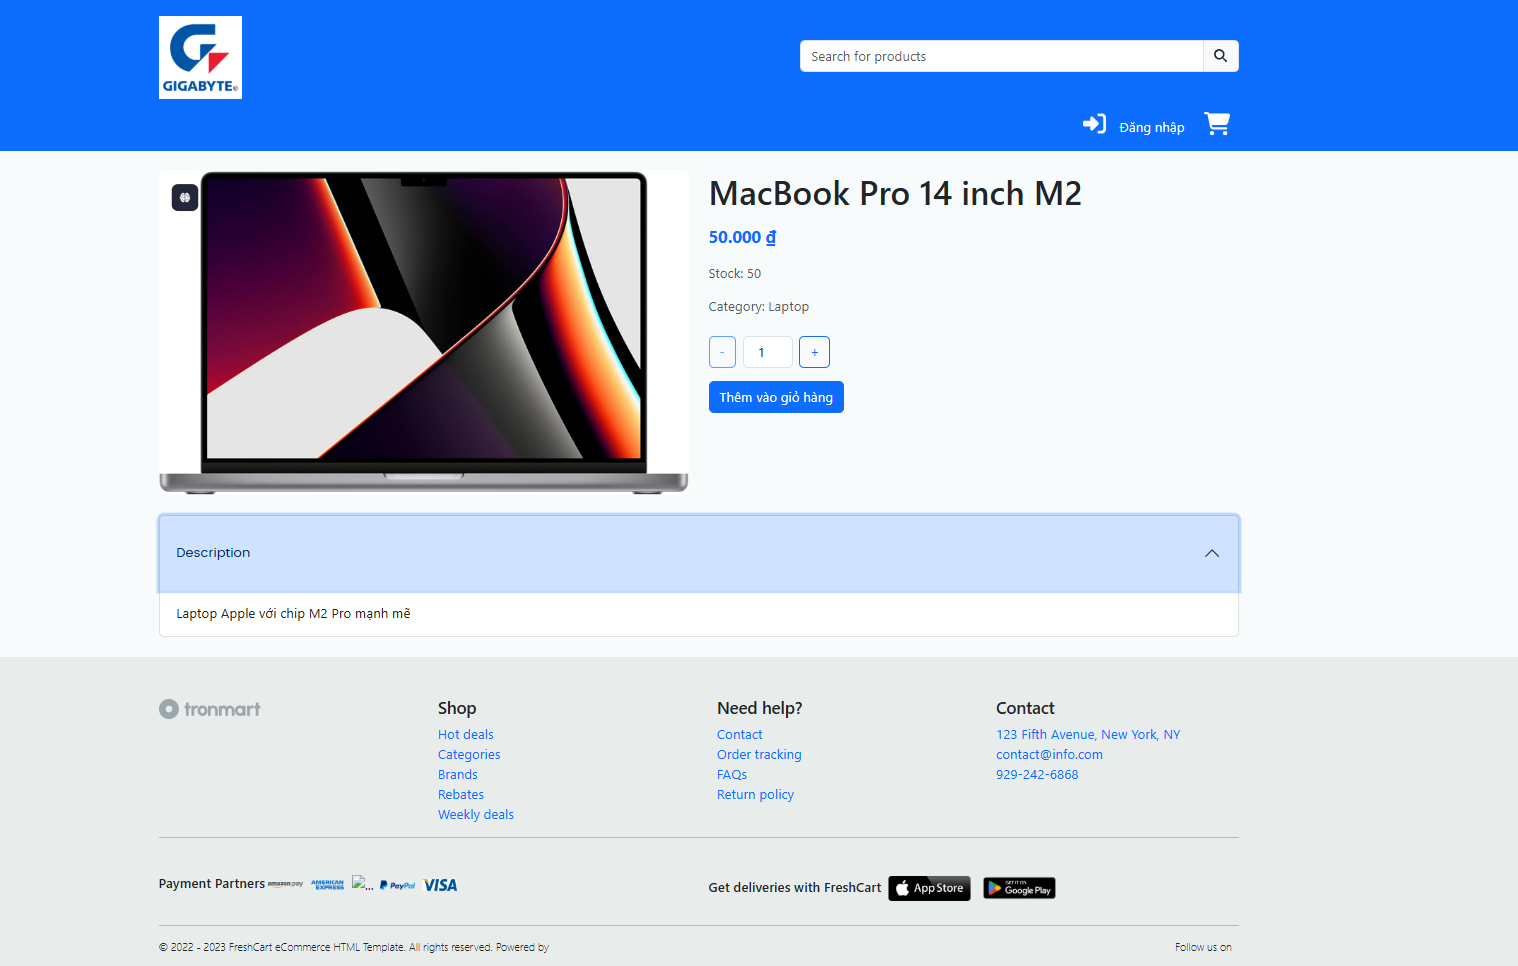 GIGABYTE
Search for products
Đăng nhập
MacBook Pro 14 inch M2
50.000 ₫
Stock: 50
Category: Laptop
- 1 +
Thêm vào giỏ hàng
Description
Laptop Apple với chip M2 Pro mạnh mẽ
tronmart
Shop
Hot deals
Categories
Brands
Rebates
Weekly deals
Need help?
Contact
Order tracking
FAQs
Return policy
Contact
123 Fifth Avenue, New York, NY
contact@info.com
929-242-6868
Payment Partners amazon pay AMERICAN EXPRESS ... PayPal VISA
Get deliveries with FreshCart App Store GET IT ON Google Play
© 2022 - 2023 FreshCart eCommerce HTML Template. All rights reserved. Powered by
Follow us on